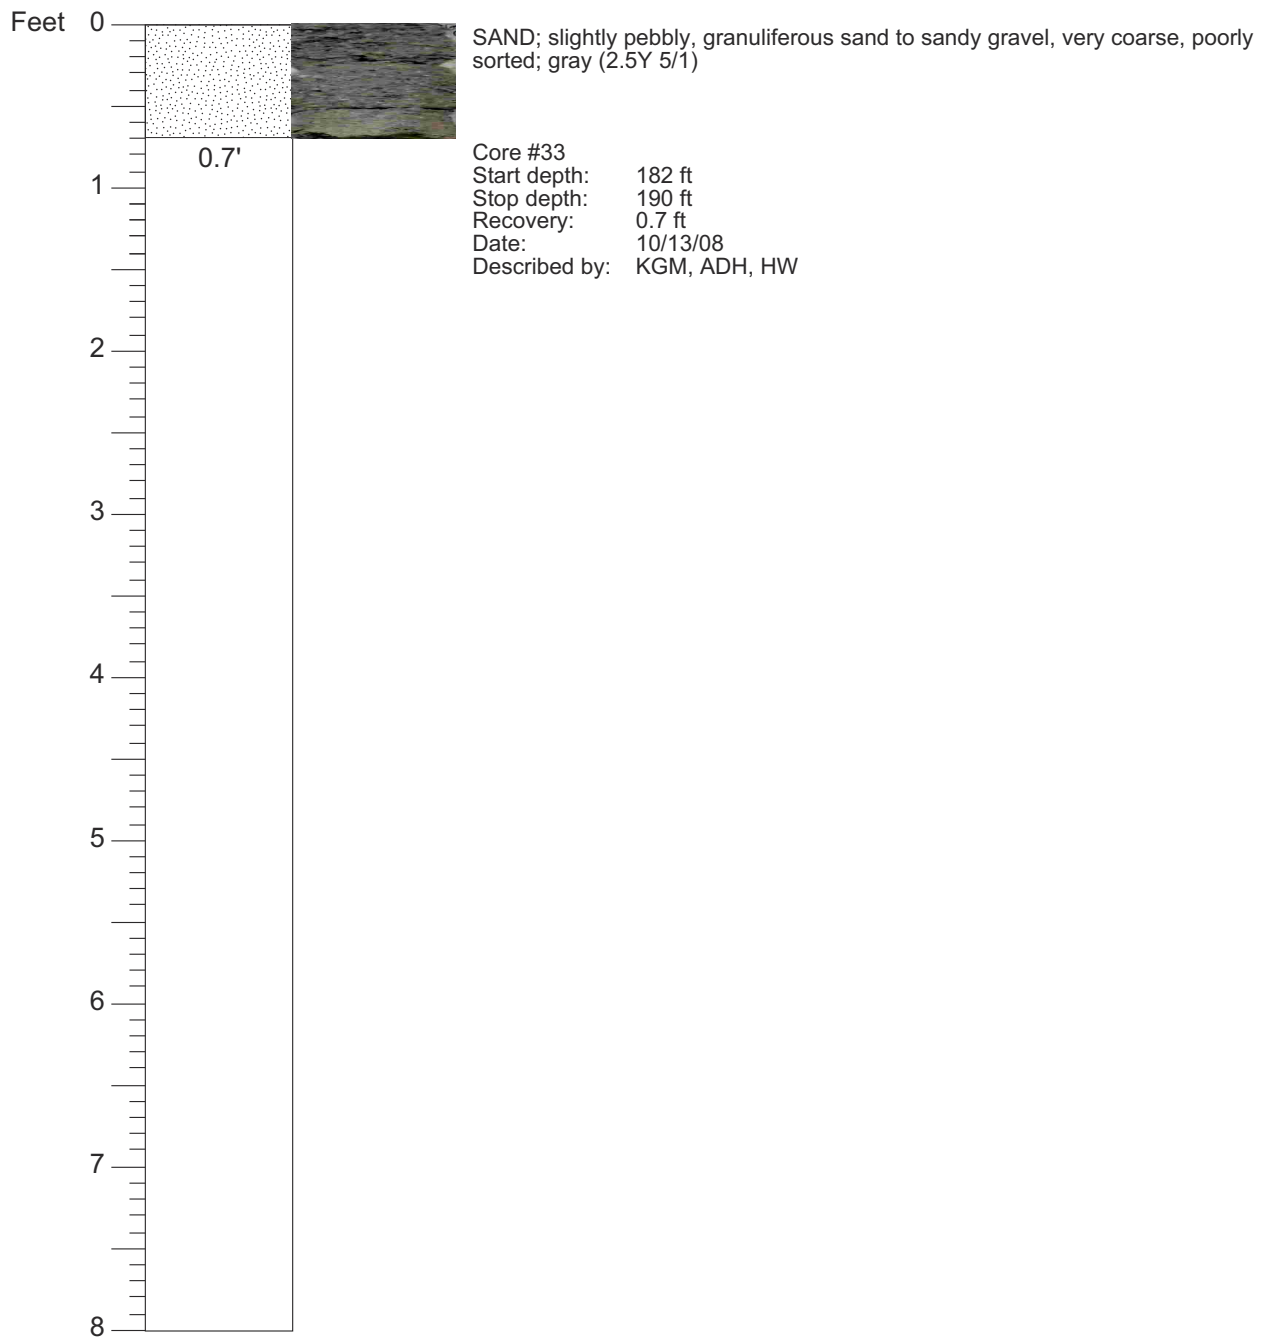 Feet 0
SAND; slightly pebbly, granuliferous sand to sandy gravel, very coarse, poorly
sorted; gray (2.5Y 5/1)
0.7'
Core #33
Start depth: 182 ft
Stop depth: 190 ft
Recovery: 0.7 ft
Date: 10/13/08
Described by: KGM, ADH, HW
1
2
3
4
5
6
7
8